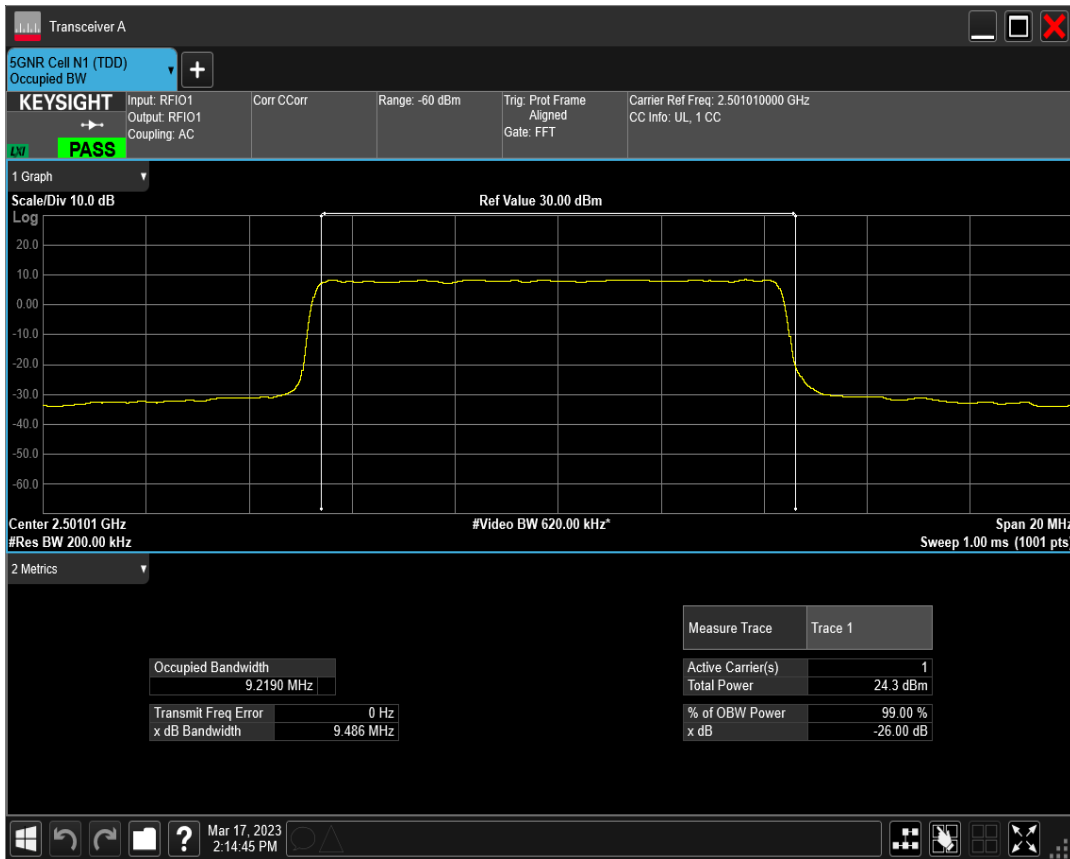 Transceiver A
5GNR Cell N1 (TDD)
Occupied BW
+
KEYSIGHT
LXI
PASS
Input: RFIO1
Output: RFIO1
Coupling: AC
Corr CCorr
Range: -60 dBm
Trig: Prot Frame
Aligned
Gate: FFT
Carrier Ref Freq: 2.501010000 GHz
CC Info: UL, 1 CC
1 Graph
Scale/Div 10.0 dB
Ref Value 30.00 dBm
Log
20.0
10.0
0.00
-10.0
-20.0
-30.0
-40.0
-50.0
-60.0
Center 2.50101 GHz
#Video BW 620.00 kHz*
Span 20 MHz
#Res BW 200.00 kHz
Sweep 1.00 ms (1001 pts)
2 Metrics
Measure Trace Trace 1
Occupied Bandwidth
9.2190 MHz
Active Carrier(s) 1
Total Power 24.3 dBm
Transmit Freq Error 0 Hz
x dB Bandwidth 9.486 MHz
% of OBW Power 99.00 %
x dB -26.00 dB
?
Mar 17, 2023
2:14:45 PM